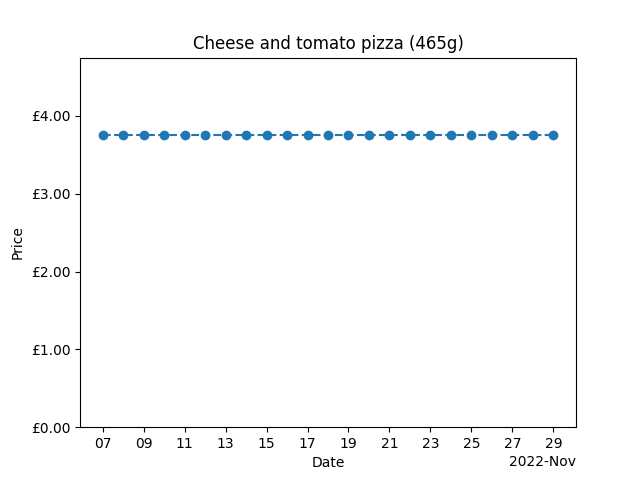 Cheese and tomato pizza (465g)
£4.00
£3.00
£2.00
£1.00
£0.00
Price
07 09 11 13 15 17 19 21 23 25 27 29
Date
2022-Nov